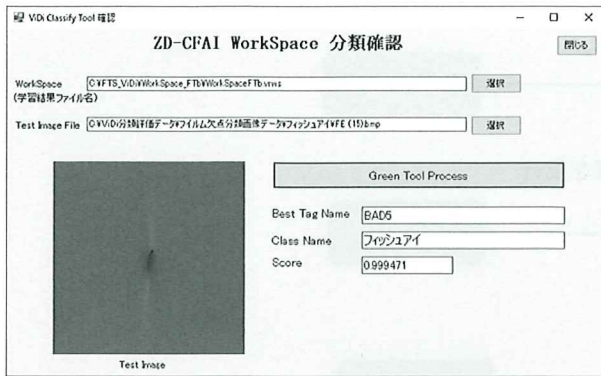 ViDi Classify Tool 確認
ZD-CFAI WorkSpace 分類確認
閉じる
WorkSpace
(学習結果ファイル名)
C:¥FTS_ViDi¥WorkSpace_FTb¥WorkSpaceFTb.vrws
選択
Test Image File
C:¥ViDi分類評価データ¥フイルム欠点分類画像データ¥フィッシュアイ¥FE (15).bmp
選択
Green Tool Process
Best Tag Name
BAD5
Class Name
フィッシュアイ
Score
0.999471
Test Image